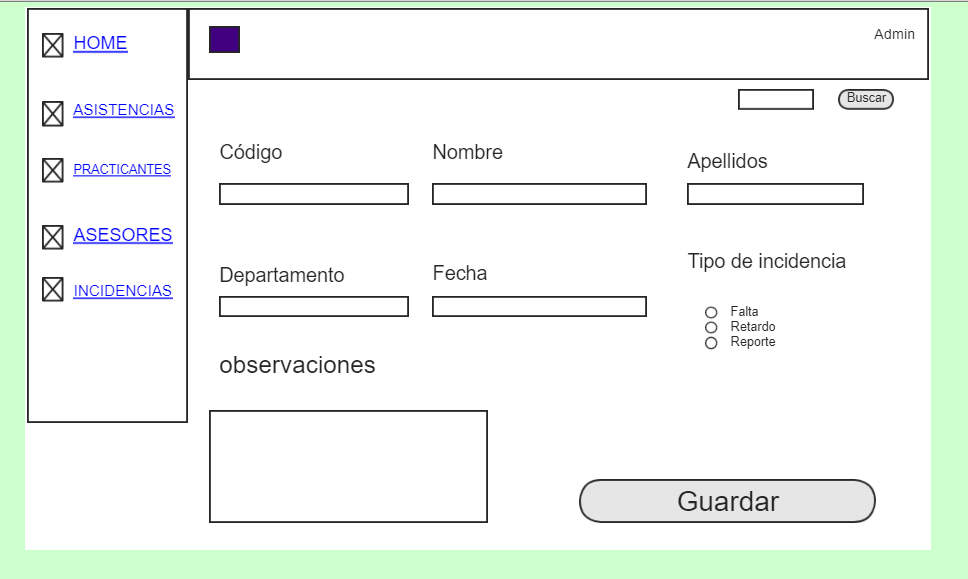 HOME
ASISTENCIAS
PRACTICANTES
ASESORES
INCIDENCIAS
Admin
Buscar
Código
Nombre
Apellidos
Departamento
Fecha
Tipo de incidencia
Falta
Retardo
Reporte
observaciones
Guardar